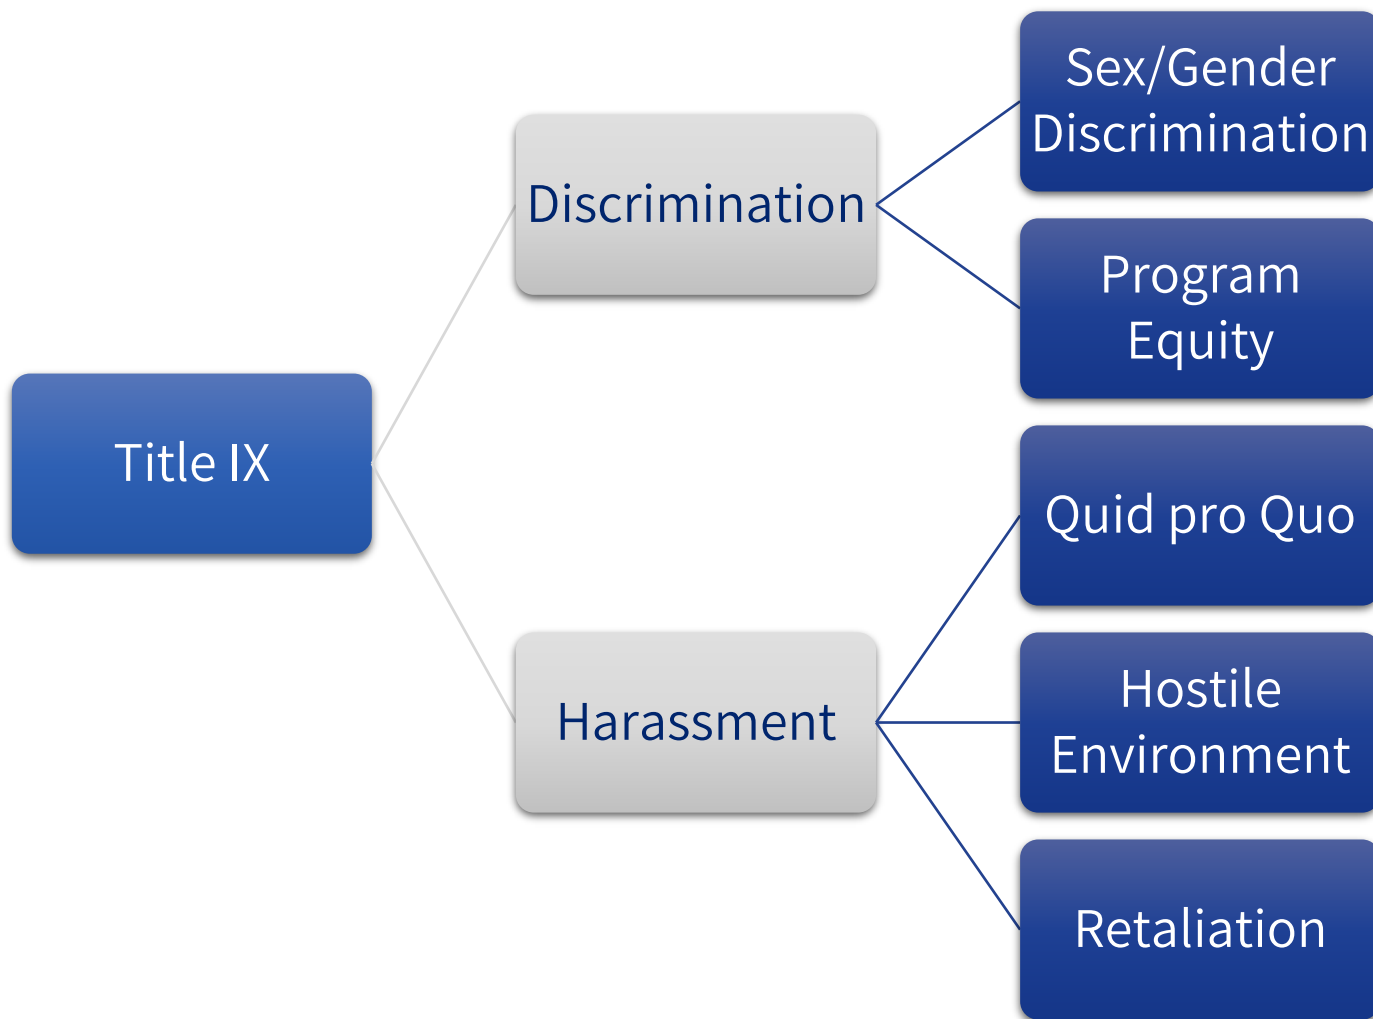 Title IX
Discrimination
Sex/Gender
Discrimination
Program
Equity
Harassment
Quid pro Quo
Hostile
Environment
Retaliation